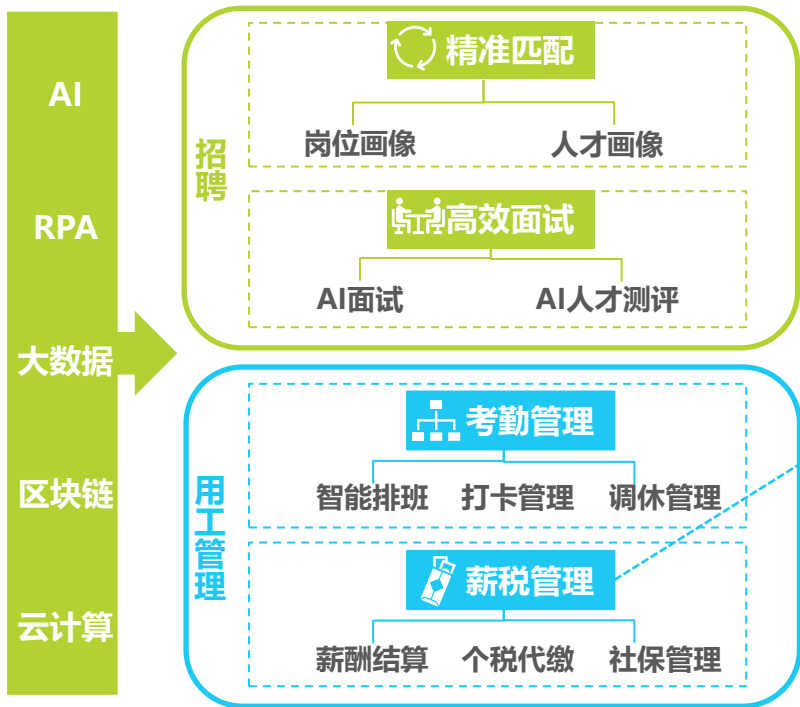 AI
RPA
大数据
区块链
云计算
招聘
精准匹配
岗位画像 人才画像
高效面试
AI面试 AI人才测评
用工管理
考勤管理
智能排班 打卡管理 调休管理
薪税管理
薪酬结算 个税代缴 社保管理